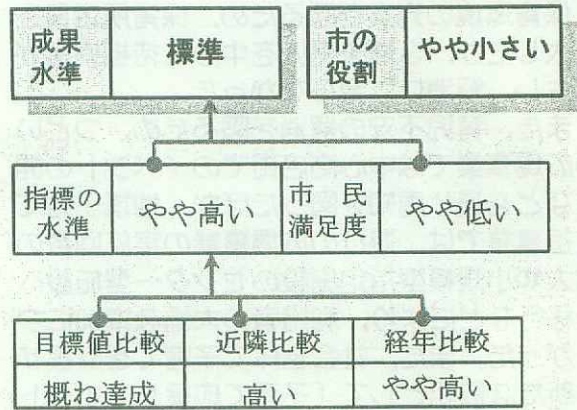 成果水準 標準 市の役割 やや小さい
指標の水準 やや高い 市民満足度 やや低い
目標値比較 近隣比較 経年比較
概ね達成 高い やや高い